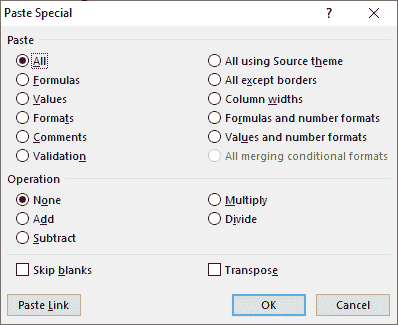 Paste Special ? ×
Paste
All
Formulas
Values
Formats
Comments
Validation
All using Source theme
All except borders
Column widths
Formulas and number formats
Values and number formats
All merging conditional formats
Operation
None
Add
Subtract
Multiply
Divide
Skip blanks
Transpose
Paste Link
OK
Cancel